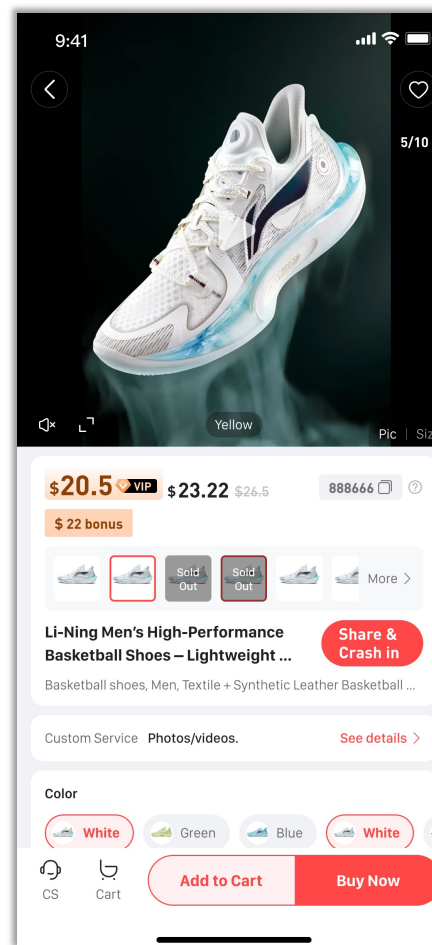 9:41
5/10
Yellow
Pic | Siz
$20.5 VIP $23.22 $26.5 888666
$ 22 bonus
Sold Out
Sold Out
More
Li-Ning Men's High-Performance
Basketball Shoes – Lightweight ...
Share &
Crash in
Basketball shoes, Men, Textile + Synthetic Leather Basketball ...
Custom Service Photos/videos. See details
Color
White Green Blue White
CS Cart Add to Cart Buy Now